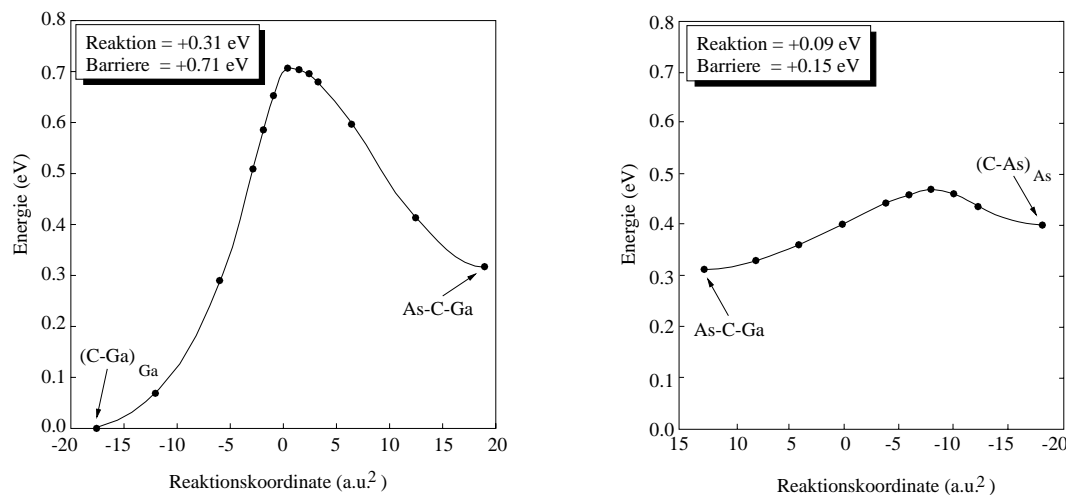 Reaktion = +0.31 eV
Barriere = +0.71 eV
0.8
0.7
0.6
0.5
0.4
0.3
0.2
0.1
0.0
Energie (eV)
(C-Ga) Ga
As-C-Ga
-20 -15 -10 -5 0 5 10 15 20
Reaktionskoordinate (a.u.²)
Reaktion = +0.09 eV
Barriere = +0.15 eV
0.8
0.7
0.6
0.5
0.4
0.3
0.2
0.1
0.0
Energie (eV)
(C-As) As
As-C-Ga
15 10 5 0 -5 -10 -15 -20
Reaktionskoordinate (a.u.²)